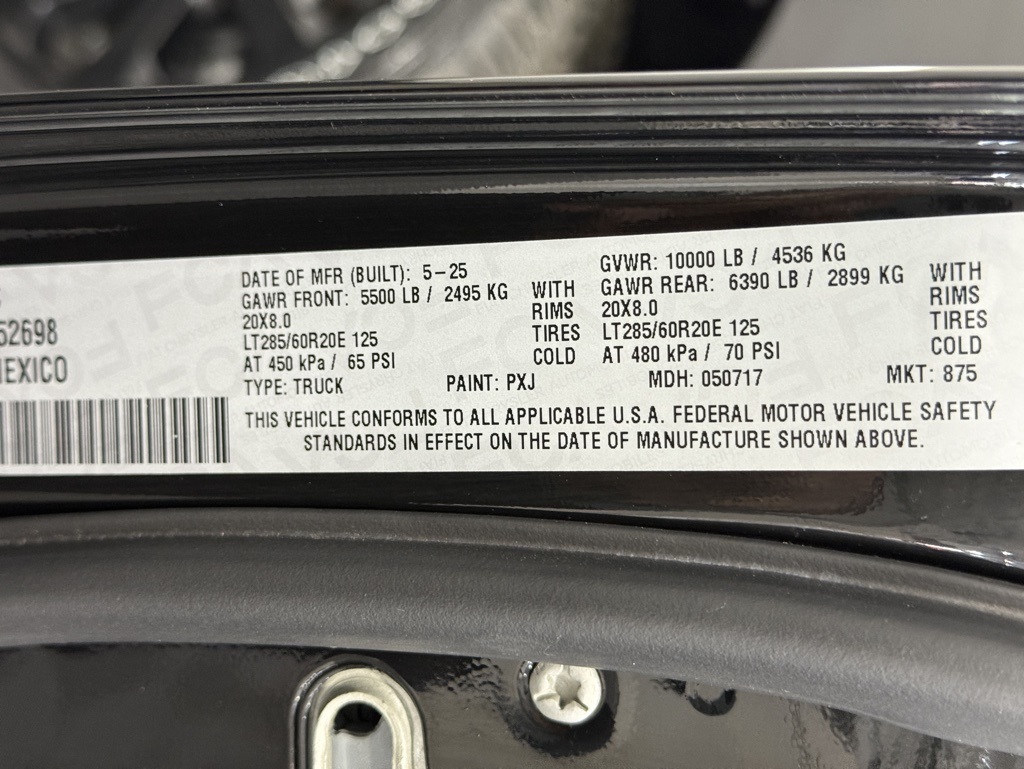 52698
MEXICO
DATE OF MFR (BUILT): 5-25
GAWR FRONT: 5500 LB / 2495 KG
20X8.0
LT285/60R20E 125
AT 450 kPa / 65 PSI
WITH
RIMS
TIRES
COLD
GVWR: 10000 LB / 4536 KG
GAWR REAR: 6390 LB / 2899 KG
20X8.0
LT285/60R20E 125
AT 480 kPa / 70 PSI
WITH
RIMS
TIRES
COLD
TYPE: TRUCK PAINT: PXJ MDH: 050717 MKT: 875
THIS VEHICLE CONFORMS TO ALL APPLICABLE U.S.A. FEDERAL MOTOR VEHICLE SAFETY
STANDARDS IN EFFECT ON THE DATE OF MANUFACTURE SHOWN ABOVE.